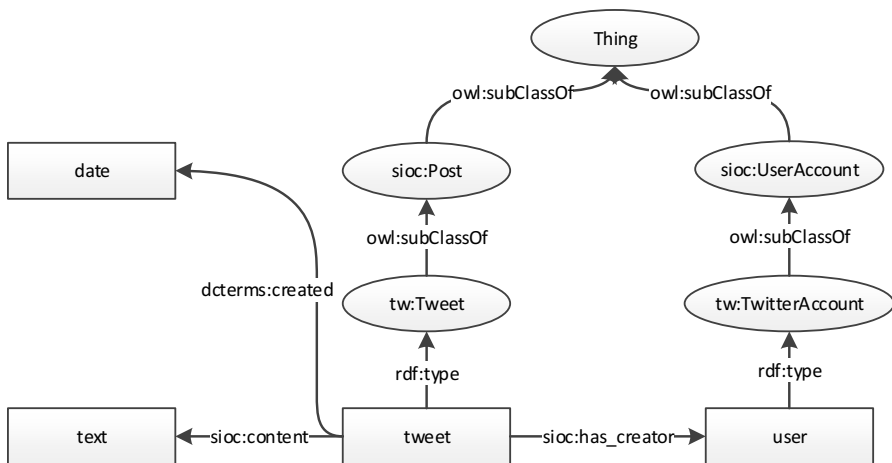 Thing
owl:subClassOf owl:subClassOf
date sioc:Post sioc:UserAccount
owl:subClassOf owl:subClassOf
dcterms:created tw:Tweet tw:TwitterAccount
rdf:type rdf:type
text sioc:content tweet sioc:has_creator user